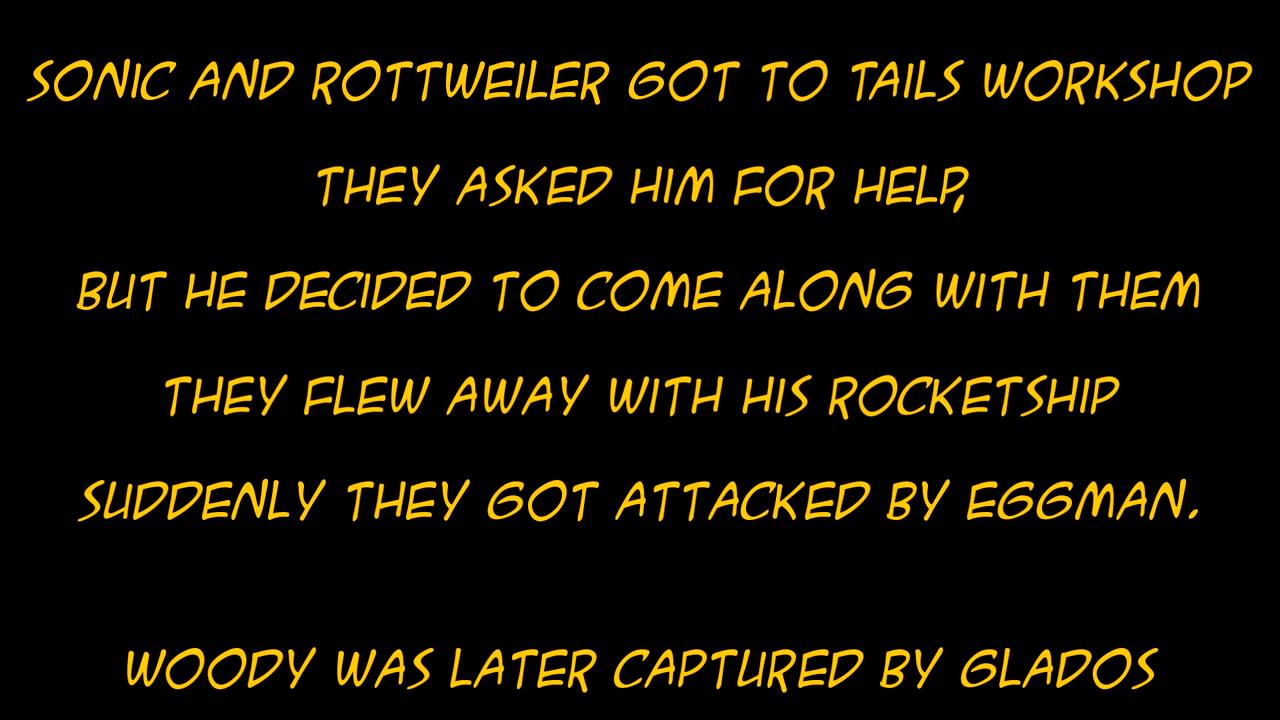 SONIC AND ROTTWEILER GOT TO TAILS WORKSHOP
THEY ASKED HIM FOR HELP,
BUT HE DECIDED TO COME ALONG WITH THEM
THEY FLEW AWAY WITH HIS ROCKETSHIP
SUDDENLY THEY GOT ATTACKED BY EGGMAN.
WOODY WAS LATER CAPTURED BY GLADOS